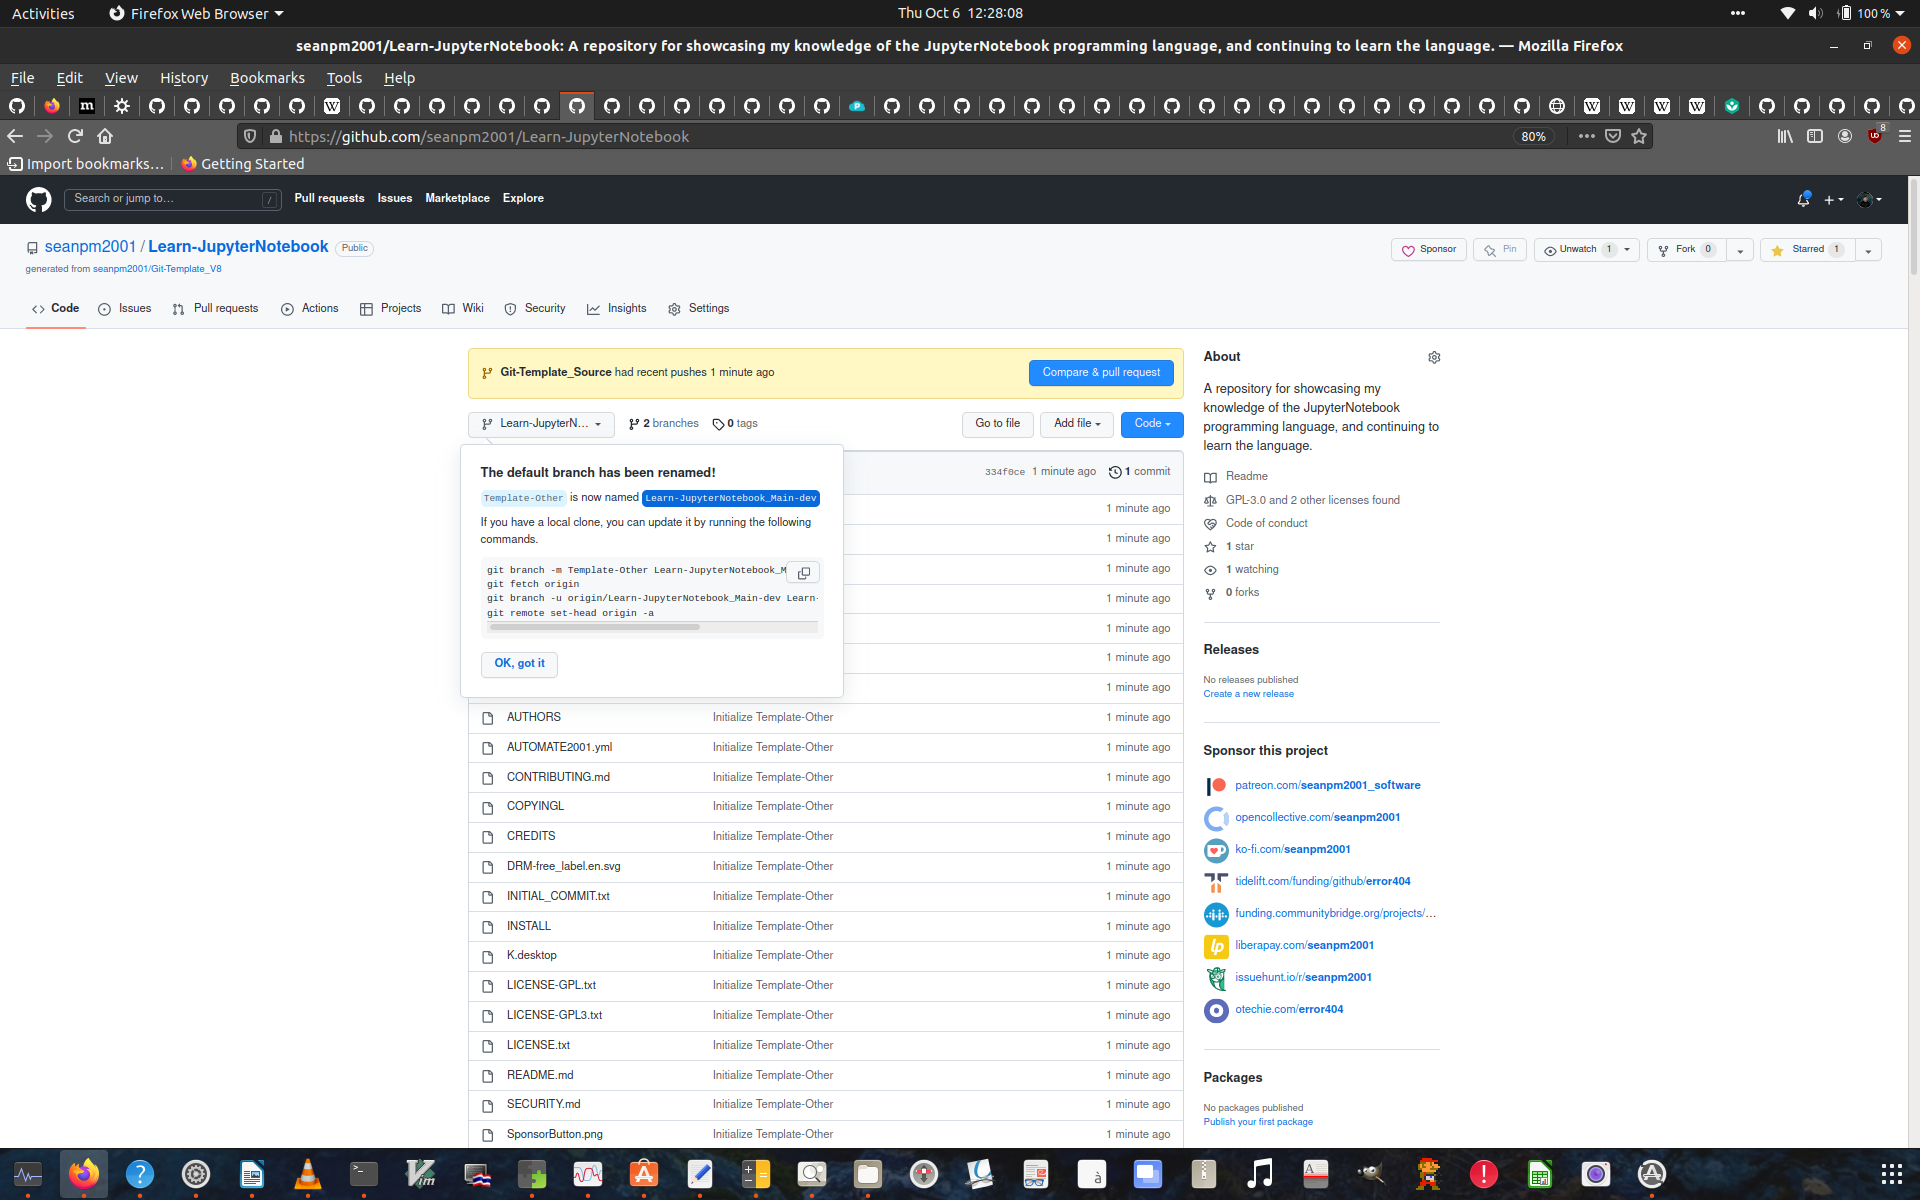 Activities
Firefox Web Browser
Thu Oct 6 12:28:08
100 %
seanpm2001/Learn-JupyterNotebook: A repository for showcasing my knowledge of the JupyterNotebook programming language, and continuing to learn the language. — Mozilla Firefox
File Edit View History Bookmarks Tools Help
https://github.com/seanpm2001/Learn-JupyterNotebook
80%
8
Import bookmarks…
Getting Started
Search or jump to…
/
Pull requests Issues Marketplace Explore
seanpm2001 / Learn-JupyterNotebook Public
generated from seanpm2001/Git-Template_V8
Sponsor
Pin
Unwatch 1
Fork 0
Starred 1
Code
Issues
Pull requests
Actions
Projects
Wiki
Security
Insights
Settings
Git-Template_Source had recent pushes 1 minute ago
Compare & pull request
Learn-JupyterN…
2 branches
0 tags
Go to file
Add file
Code
The default branch has been renamed!
Template-Other is now named Learn-JupyterNotebook_Main-dev
If you have a local clone, you can update it by running the following
commands.
git branch -m Template-Other Learn-JupyterNotebook_M
git fetch origin
git branch -u origin/Learn-JupyterNotebook_Main-dev Learn-
git remote set-head origin -a
OK, got it
334f0ce 1 minute ago
1 commit
1 minute ago
1 minute ago
1 minute ago
1 minute ago
1 minute ago
1 minute ago
1 minute ago
AUTHORS Initialize Template-Other 1 minute ago
AUTOMATE2001.yml Initialize Template-Other 1 minute ago
CONTRIBUTING.md Initialize Template-Other 1 minute ago
COPYINGL Initialize Template-Other 1 minute ago
CREDITS Initialize Template-Other 1 minute ago
DRM-free_label.en.svg Initialize Template-Other 1 minute ago
INITIAL_COMMIT.txt Initialize Template-Other 1 minute ago
INSTALL Initialize Template-Other 1 minute ago
K.desktop Initialize Template-Other 1 minute ago
LICENSE-GPL.txt Initialize Template-Other 1 minute ago
LICENSE-GPL3.txt Initialize Template-Other 1 minute ago
LICENSE.txt Initialize Template-Other 1 minute ago
README.md Initialize Template-Other 1 minute ago
SECURITY.md Initialize Template-Other 1 minute ago
SponsorButton.png Initialize Template-Other 1 minute ago
About
A repository for showcasing my
knowledge of the JupyterNotebook
programming language, and continuing to
learn the language.
Readme
GPL-3.0 and 2 other licenses found
Code of conduct
1 star
1 watching
0 forks
Releases
No releases published
Create a new release
Sponsor this project
patreon.com/seanpm2001_software
opencollective.com/seanpm2001
ko-fi.com/seanpm2001
tidelift.com/funding/github/error404
funding.communitybridge.org/projects/…
liberapay.com/seanpm2001
issuehunt.io/r/seanpm2001
otechie.com/error404
Packages
No packages published
Publish your first package